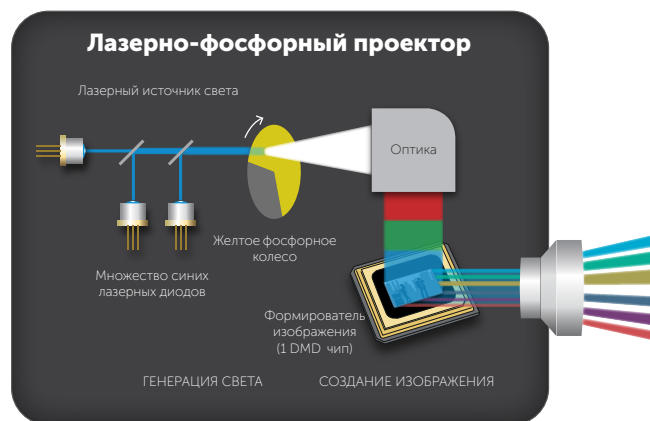 Лазерно-фосфорный проектор
Лазерный источник света
Оптика
Желтое фосфорное
колесо
Множество синих
лазерных диодов
Формирователь
изображения
(1 DMD чип)
ГЕНЕРАЦИЯ СВЕТА
СОЗДАНИЕ ИЗОБРАЖЕНИЯ